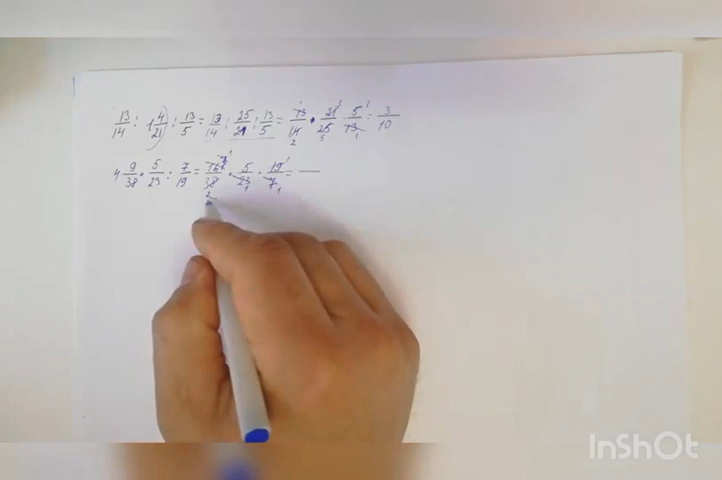 13/14 : 1 4/21 : 13/5 = 13/14 : 25/21 : 13/5 = 13/14 · 21/25 · 5/13 = 3/10
4 9/38 · 5/23 : 7/19 = 161/38 · 5/23 · 19/7 =
InShOt